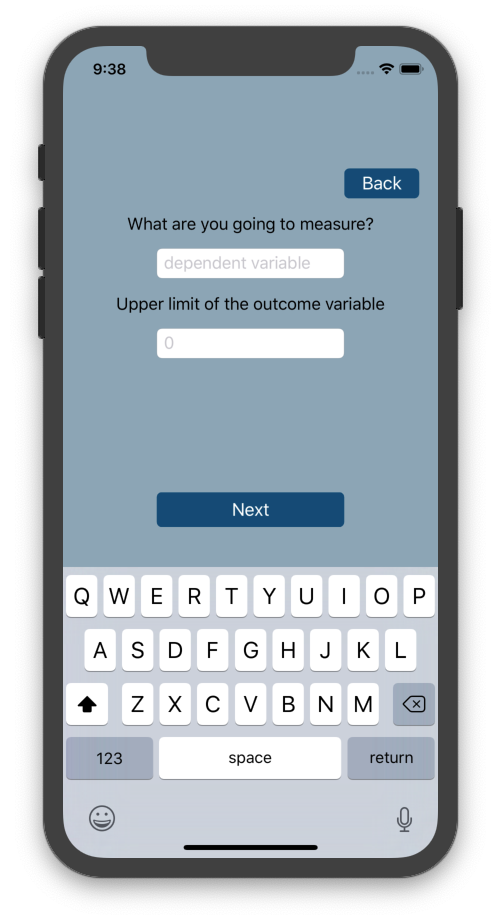 9:38
Back
What are you going to measure?
dependent variable
Upper limit of the outcome variable
0
Next
Q W E R T Y U I O P
A S D F G H J K L
Z X C V B N M
123 space return